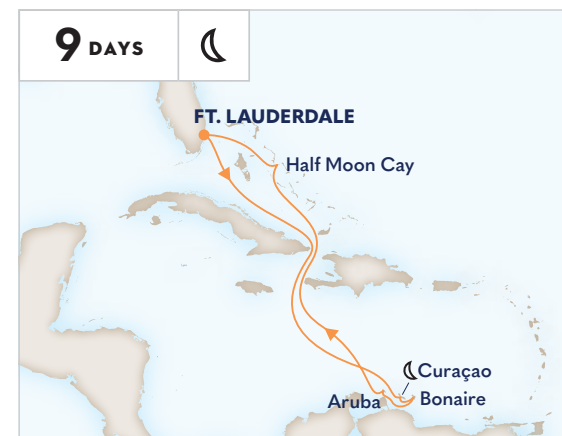 9 DAYS
FT. LAUDERDALE
Half Moon Cay
Curaçao
Aruba
Bonaire